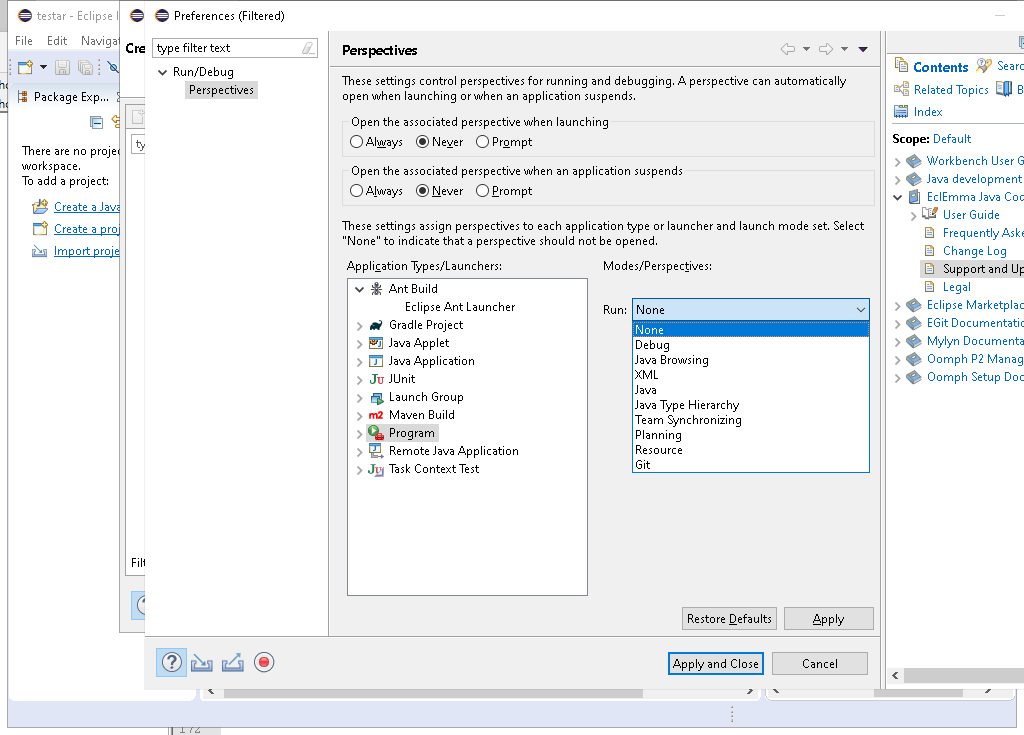 testar - Eclipse I
File Edit Navigat
Package Exp...
There are no projec
workspace.
To add a project:
Create a Java
Create a proj
Import proje
Cre
ty
Filt
Preferences (Filtered)
type filter text
Run/Debug
Perspectives
Perspectives
These settings control perspectives for running and debugging. A perspective can automatically
open when launching or when an application suspends.
Open the associated perspective when launching
Always Never Prompt
Open the associated perspective when an application suspends
Always Never Prompt
These settings assign perspectives to each application type or launcher and launch mode set. Select
"None" to indicate that a perspective should not be opened.
Application Types/Launchers:
Ant Build
Eclipse Ant Launcher
Gradle Project
Java Applet
Java Application
JUnit
Launch Group
Maven Build
Program
Remote Java Application
Task Context Test
Modes/Perspectives:
Run: None
None
Debug
Java Browsing
XML
Java
Java Type Hierarchy
Team Synchronizing
Planning
Resource
Git
Restore Defaults Apply
Apply and Close Cancel
Contents Searc
Related Topics B
Index
Scope: Default
Workbench User G
Java development
EclEmma Java Cod
User Guide
Frequently Aske
Change Log
Support and Up
Legal
Eclipse Marketplac
EGit Documentatio
Mylyn Documenta
Oomph P2 Manag
Oomph Setup Doc
172